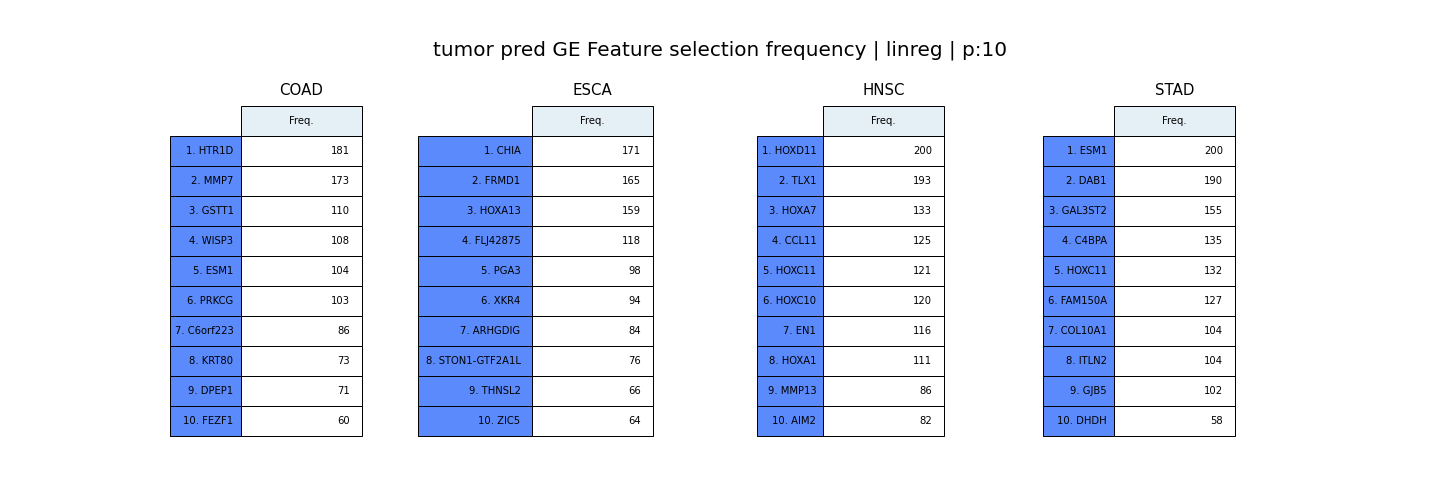 tumor pred GE Feature selection frequency | linreg | p:10
COAD
Freq.
1. HTR1D 181
2. MMP7 173
3. GSTT1 110
4. WISP3 108
5. ESM1 104
6. PRKCG 103
7. C6orf223 86
8. KRT80 73
9. DPEP1 71
10. FEZF1 60
ESCA
Freq.
1. CHIA 171
2. FRMD1 165
3. HOXA13 159
4. FLJ42875 118
5. PGA3 98
6. XKR4 94
7. ARHGDIG 84
8. STON1-GTF2A1L 76
9. THNSL2 66
10. ZIC5 64
HNSC
Freq.
1. HOXD11 200
2. TLX1 193
3. HOXA7 133
4. CCL11 125
5. HOXC11 121
6. HOXC10 120
7. EN1 116
8. HOXA1 111
9. MMP13 86
10. AIM2 82
STAD
Freq.
1. ESM1 200
2. DAB1 190
3. GAL3ST2 155
4. C4BPA 135
5. HOXC11 132
6. FAM150A 127
7. COL10A1 104
8. ITLN2 104
9. GJB5 102
10. DHDH 58